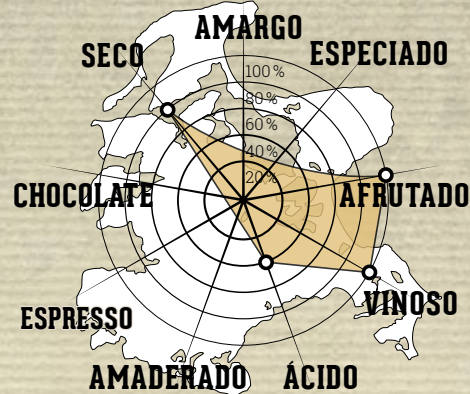 AMARGO
SECO
ESPECIADO
100%
80%
60%
40%
20%
CHOCOLATE
AFRUTADO
VINOSO
ESPRESSO
AMADERADO
ÁCIDO